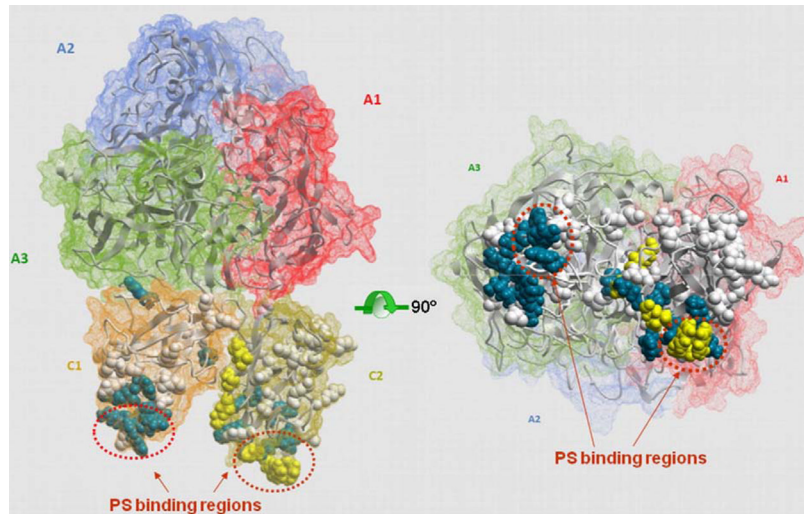 A2
A1
A3
C1
C2
PS binding regions
90°
A3
A1
A2
PS binding regions